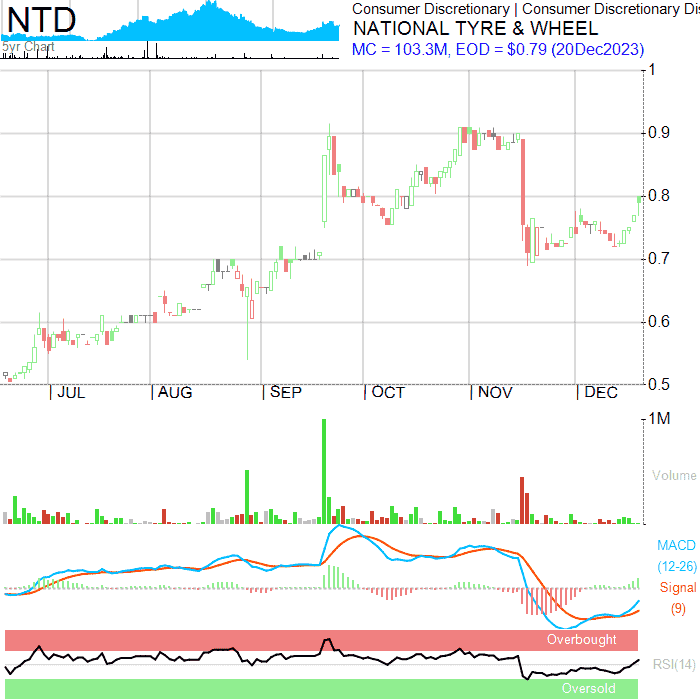 NTD
5yr Chart
Consumer Discretionary | Consumer Discretionary Dis
NATIONAL TYRE & WHEEL
MC = 103.3M, EOD = $0.79 (20Dec2023)
1
0.9
0.8
0.7
0.6
0.5
| JUL | AUG | SEP | OCT | NOV | DEC
1M
Volume
MACD
(12-26)
Signal
(9)
Overbought
RSI(14)
Oversold